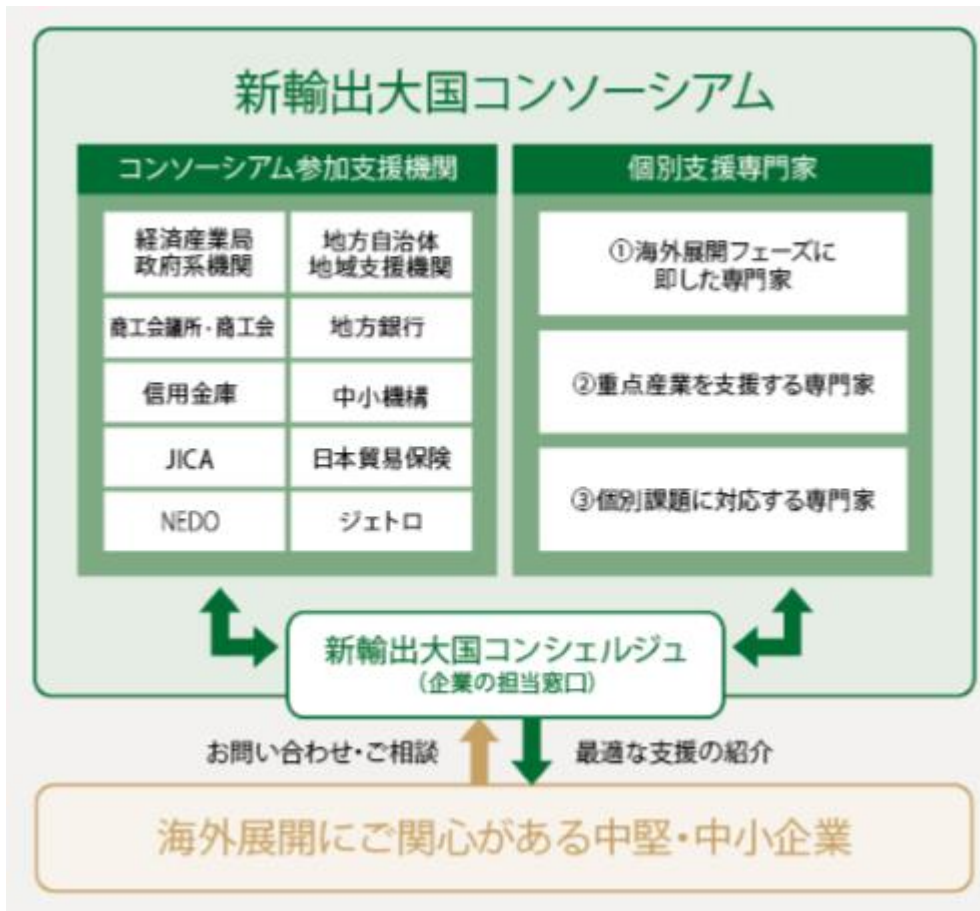 新輸出大国コンソーシアム
コンソーシアム参加支援機関
経済産業局
政府系機関
地方自治体
地域支援機関
商工会議所・商工会
地方銀行
信用金庫
中小機構
JICA
日本貿易保険
NEDO
ジェトロ
個別支援専門家
①海外展開フェーズに
即した専門家
②重点産業を支援する専門家
③個別課題に対応する専門家
新輸出大国コンシェルジュ
(企業の担当窓口)
お問い合わせ・ご相談
最適な支援の紹介
海外展開にご関心がある中堅・中小企業